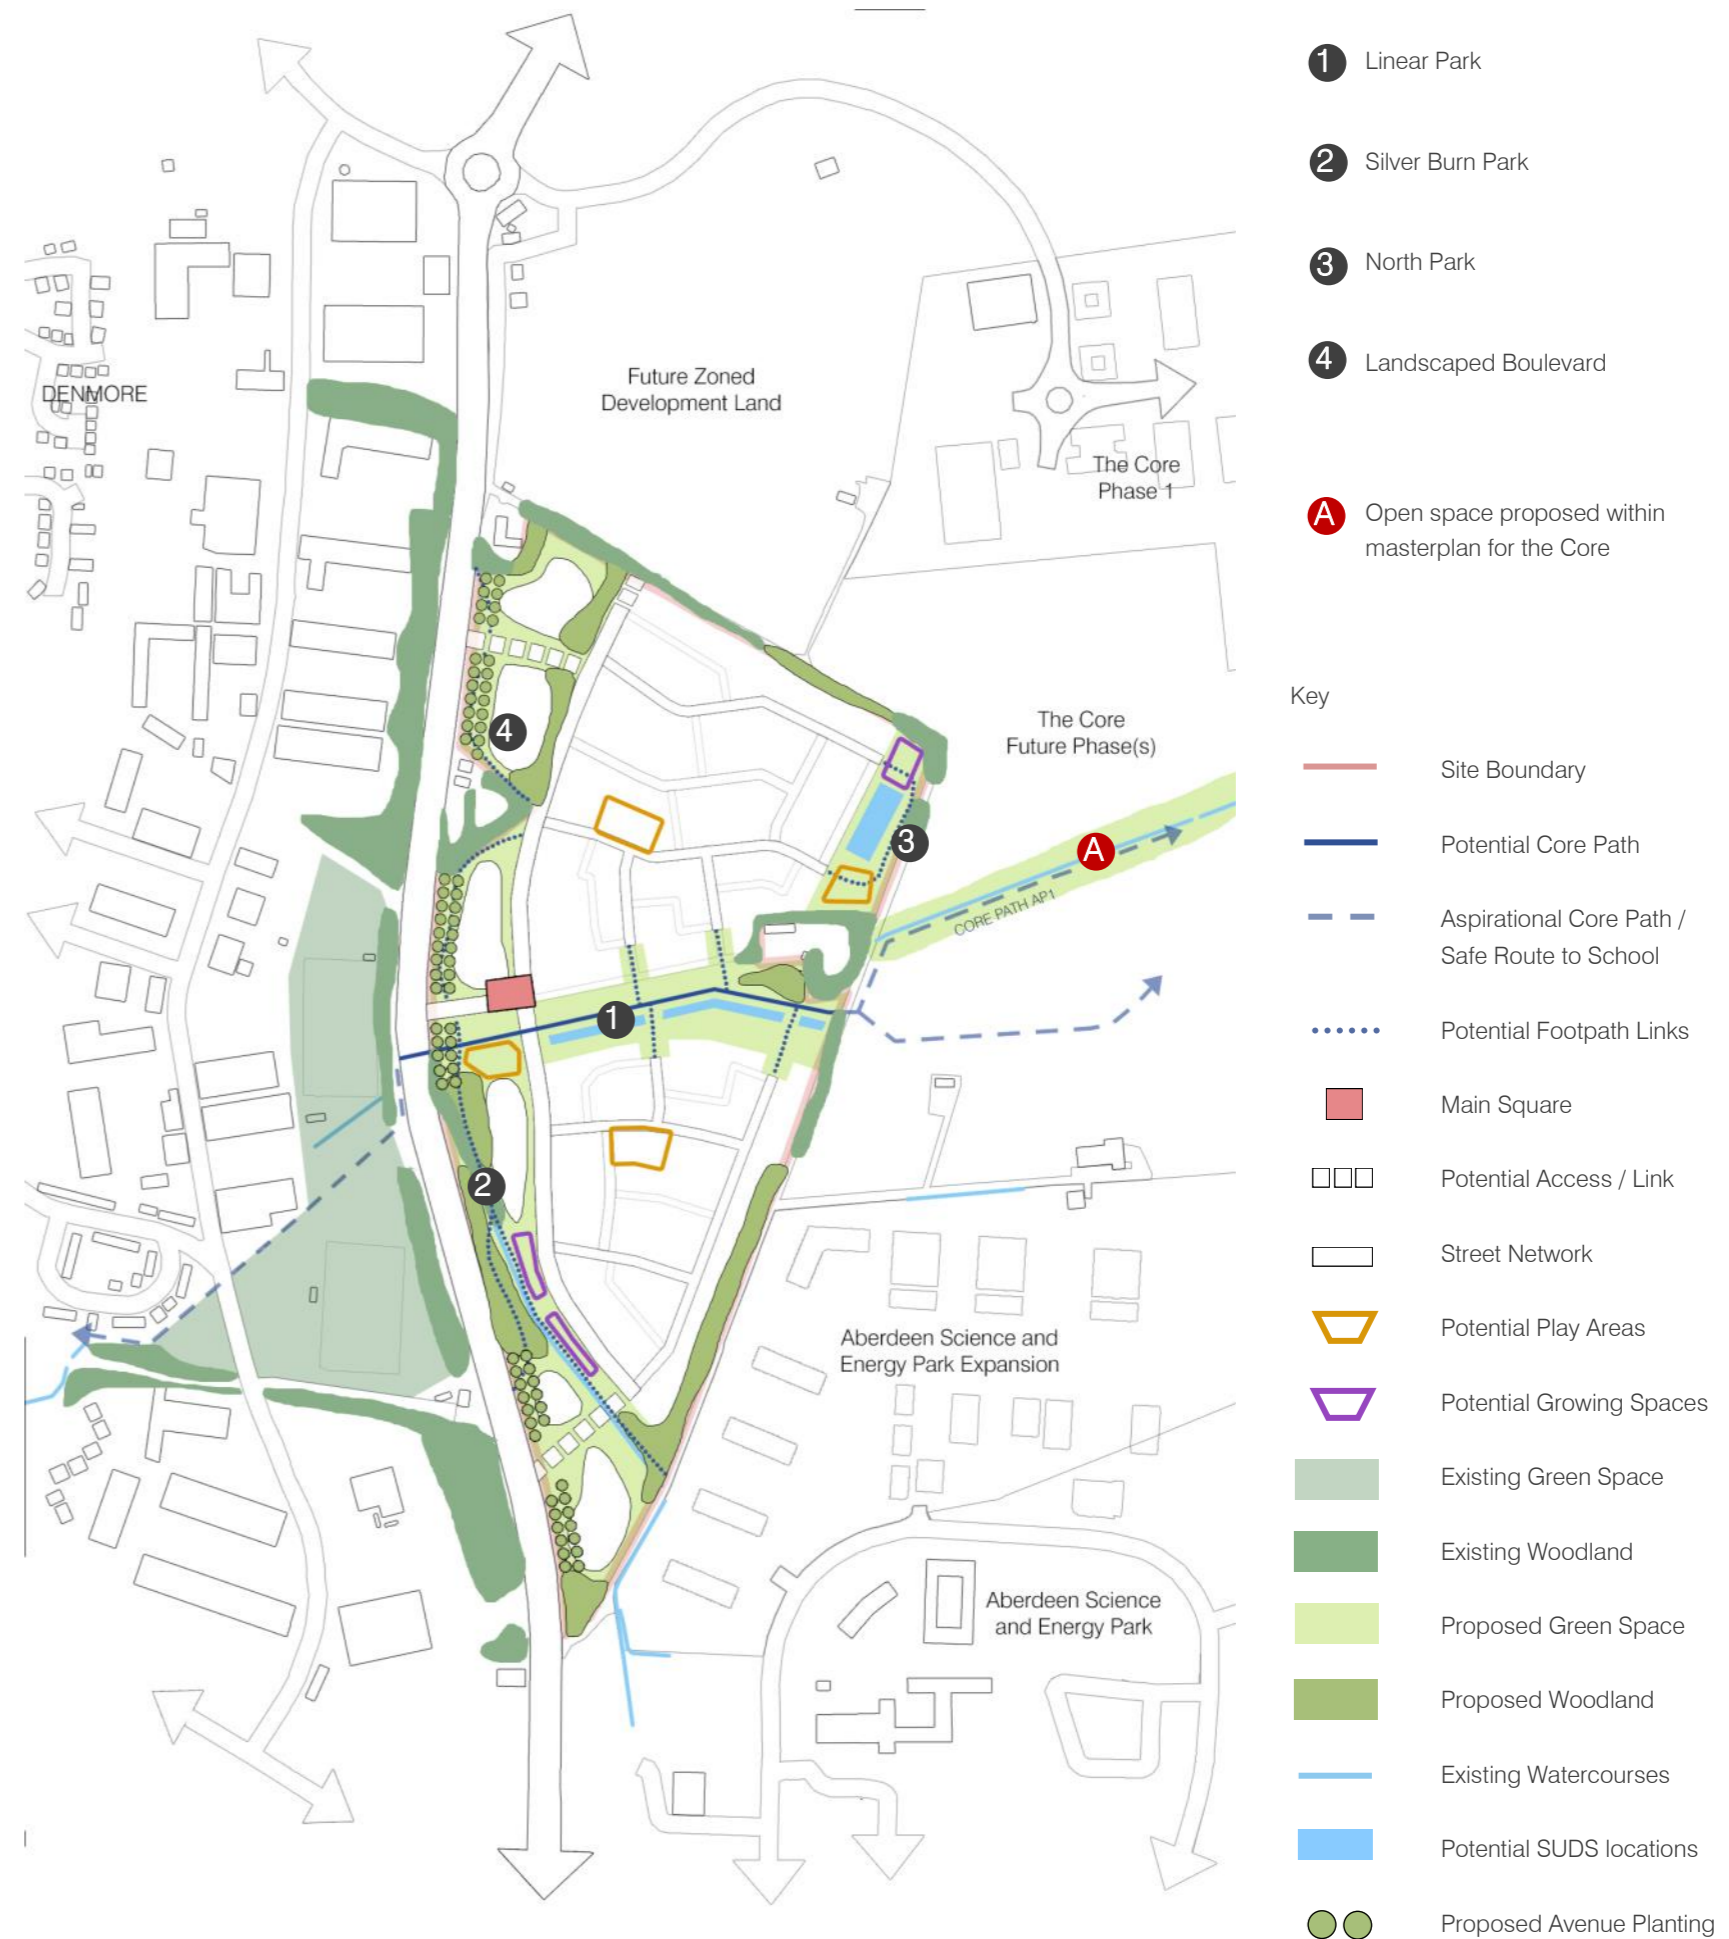 1 Linear Park
2 Silver Burn Park
3 North Park
4 Landscaped Boulevard
A Open space proposed within
masterplan for the Core
Key
Site Boundary
Potential Core Path
Aspirational Core Path /
Safe Route to School
Potential Footpath Links
Main Square
Potential Access / Link
Street Network
Potential Play Areas
Potential Growing Spaces
Existing Green Space
Existing Woodland
Proposed Green Space
Proposed Woodland
Existing Watercourses
Potential SUDS locations
Proposed Avenue Planting
DENMORE
Future Zoned
Development Land
The Core
Phase 1
The Core
Future Phase(s)
4
3
A
CORE PATH AP1
1
2
Aberdeen Science and
Energy Park Expansion
Aberdeen Science
and Energy Park